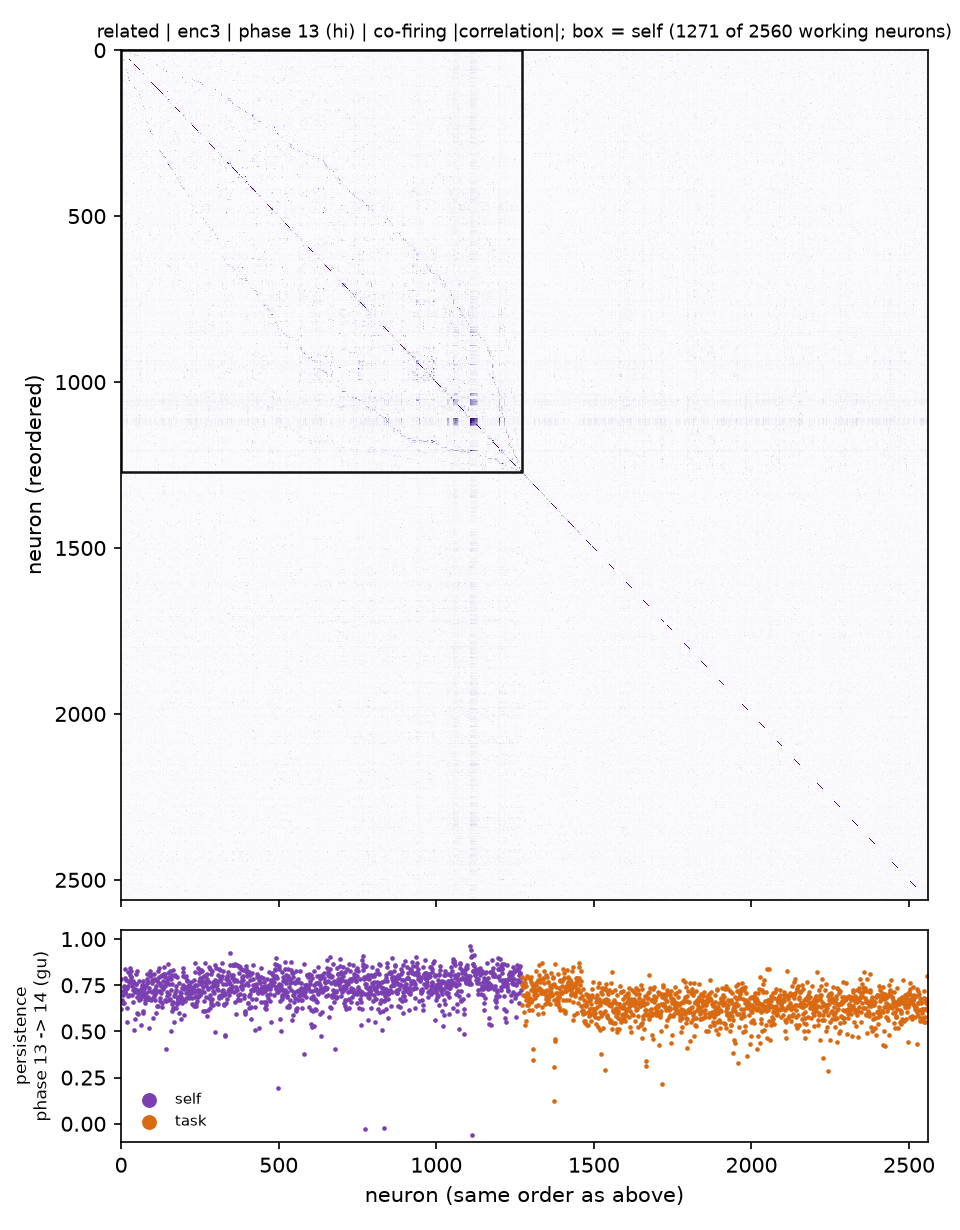 related | enc3 | phase 13 (hi) | co-firing |correlation|; box = self (1271 of 2560 working neurons)
0
500
1000
1500
2000
2500
neuron (reordered)
1.00
0.75
0.50
0.25
0.00
persistence
phase 13 -> 14 (gu)
self
task
0
500
1000
1500
2000
2500
neuron (same order as above)